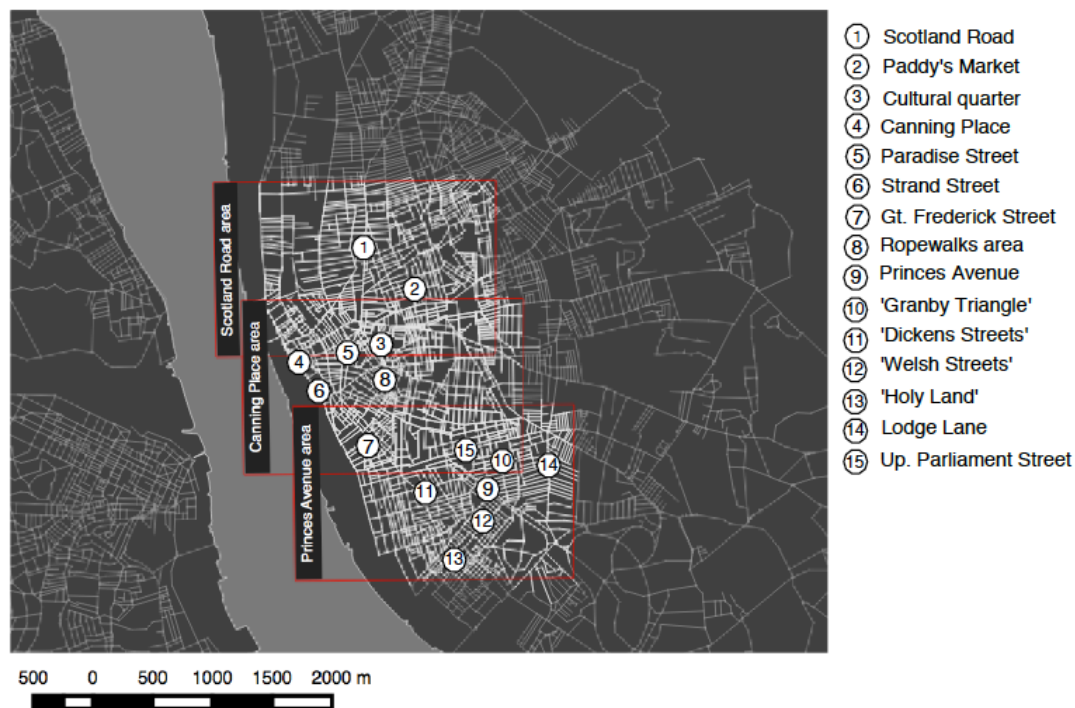 Scotland Road area
Canning Place area
Princes Avenue area
1
2
3
5
4
8
6
7
15
10
14
11
9
12
13
1 Scotland Road
2 Paddy's Market
3 Cultural quarter
4 Canning Place
5 Paradise Street
6 Strand Street
7 Gt. Frederick Street
8 Ropewalks area
9 Princes Avenue
10 'Granby Triangle'
11 'Dickens Streets'
12 'Welsh Streets'
13 'Holy Land'
14 Lodge Lane
15 Up. Parliament Street
500 0 500 1000 1500 2000 m